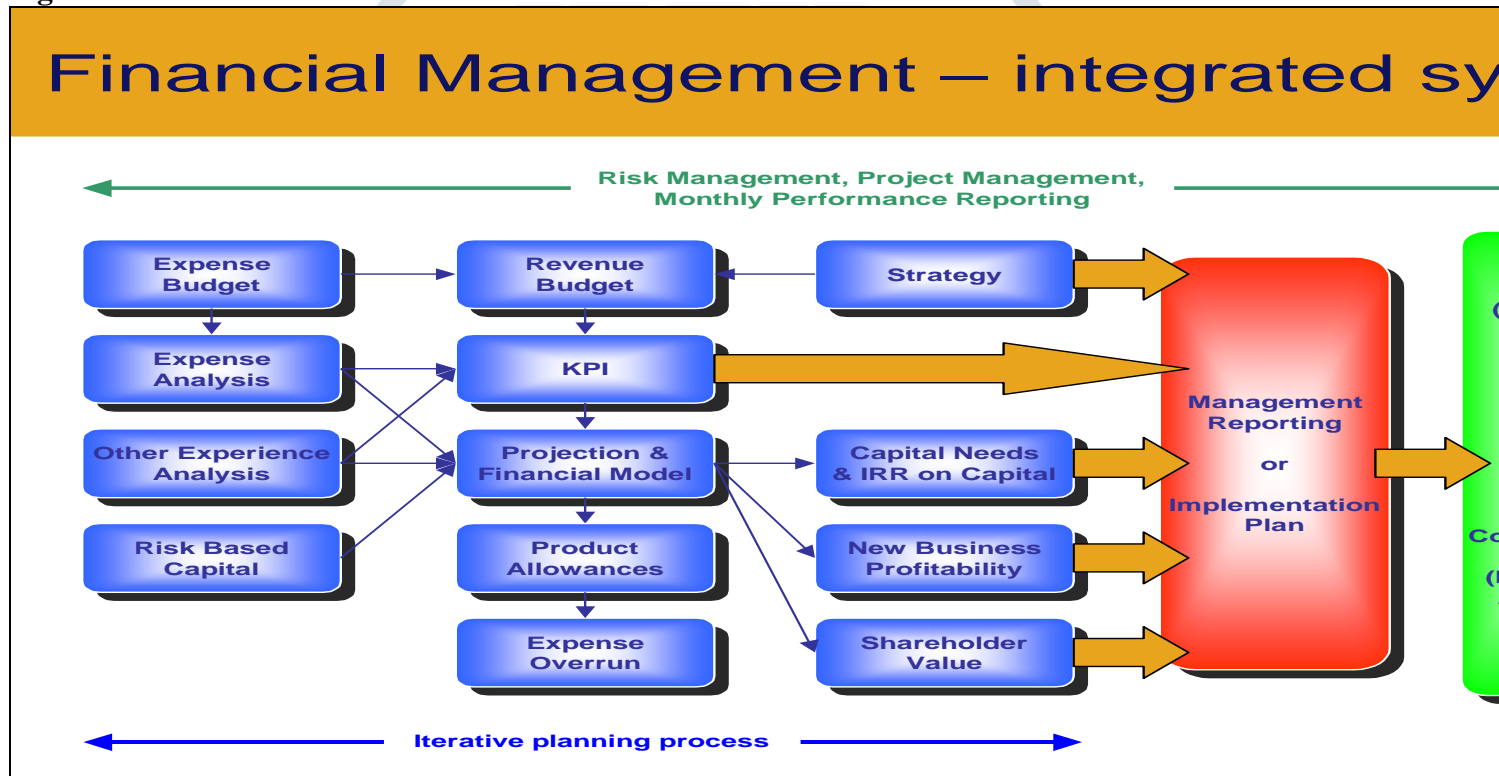 Financial Management – integrated
Risk Management, Project Management,
Monthly Performance Reporting
Expense
Budget
Revenue
Budget
Strategy
Expense
Analysis
KPI
Other Experience
Analysis
Projection &
Financial Model
Capital Needs
& IRR on Capital
Risk Based
Capital
Product
Allowances
New Business
Profitability
Expense
Overrun
Shareholder
Value
Management
Reporting
or
Implementation
Plan
Iterative planning process